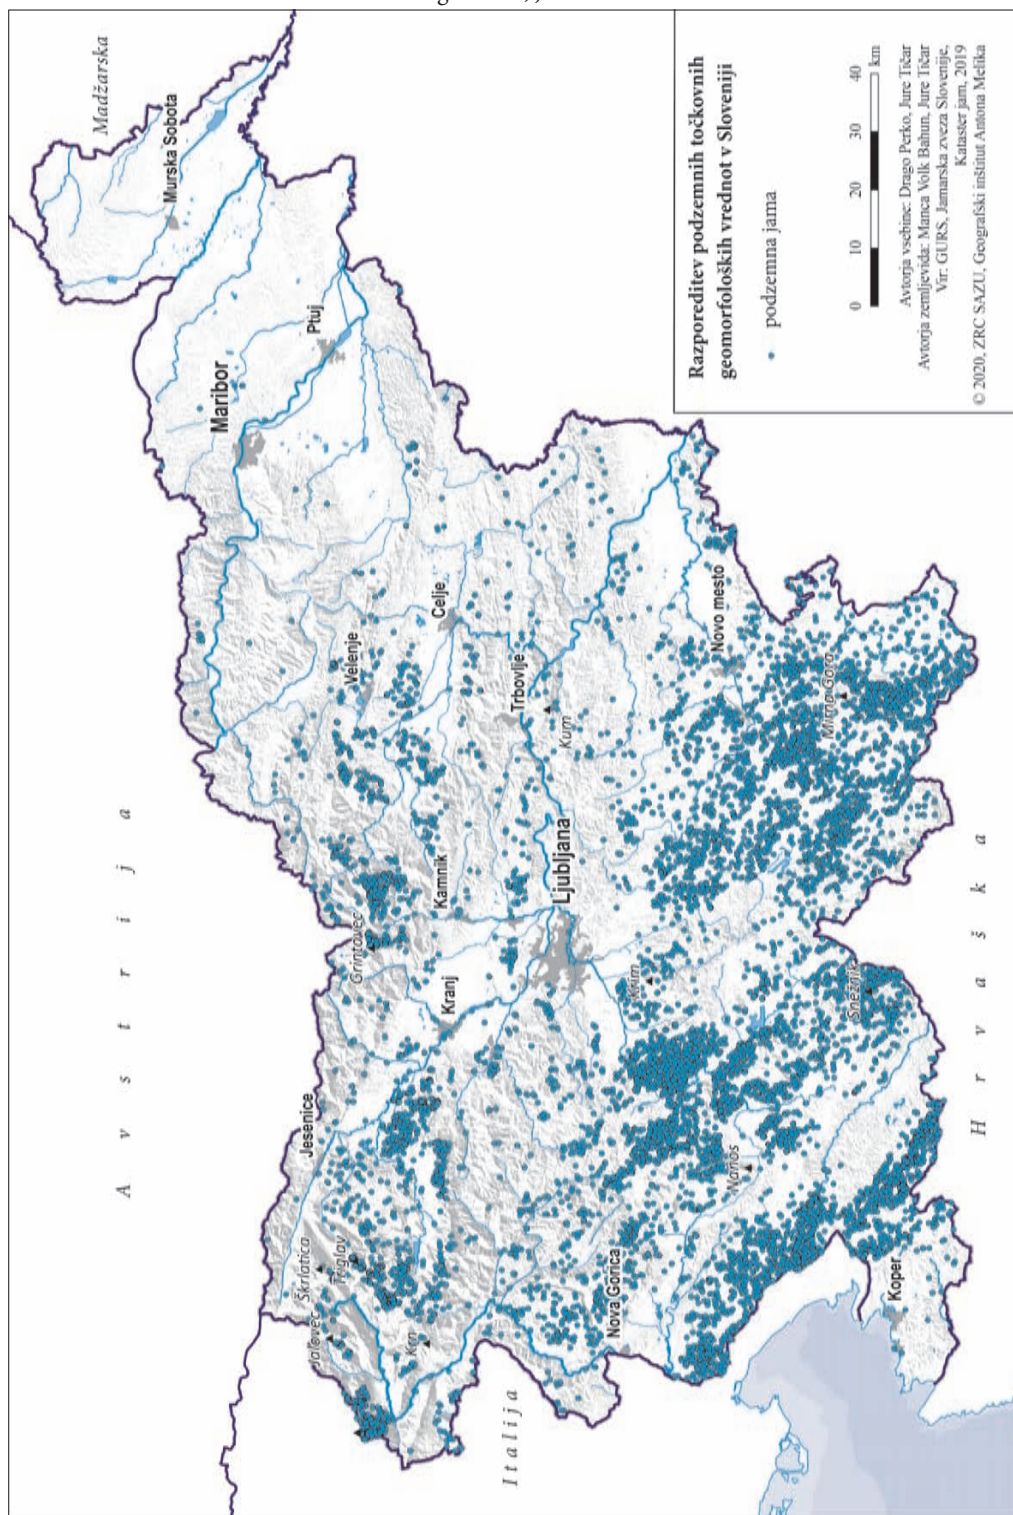 Madžarska
Murska Sobota
Maribor
Ptuj
Avstrija
Velenje
Celje
Trbovlje
Kum
Novo mesto
Mirna Gora
Grintovec
Kamnik
Kranj
Ljubljana
Krim
Snežnik
Hrvaška
Jesenice
Škrlatica
Triglav
Jalovec
Krn
Nanos
Nova Gorica
Koper
Italija
Razporeditev podzemnih točkovnih
geomorfoloških vrednot v Sloveniji
podzemna jama
0 10 20 30 40
km
Avtorja vsebine: Drago Perko, Jure Tičar
Avtorja zemljevida: Manca Volk Bahun, Jure Tičar
Vir: GURS, Jamarska zveza Slovenije,
Kataster jam, 2019
© 2020, ZRC SAZU, Geografski inštitut Antona Melika